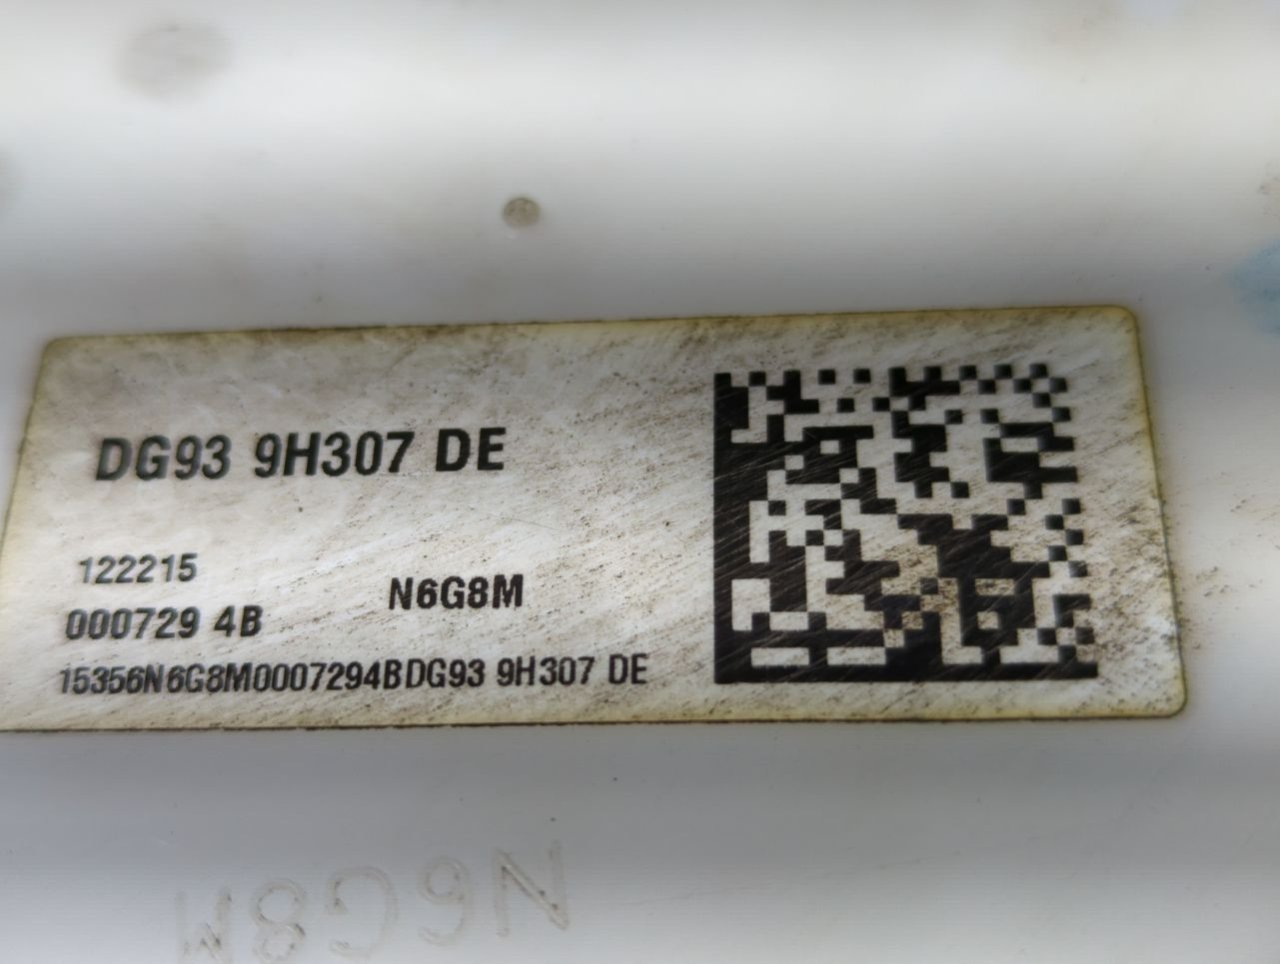 DG93 9H307 DE
122215
000729 4B
N6G8M
15356N6G8M0007294BDG93 9H307 DE
N6G8M